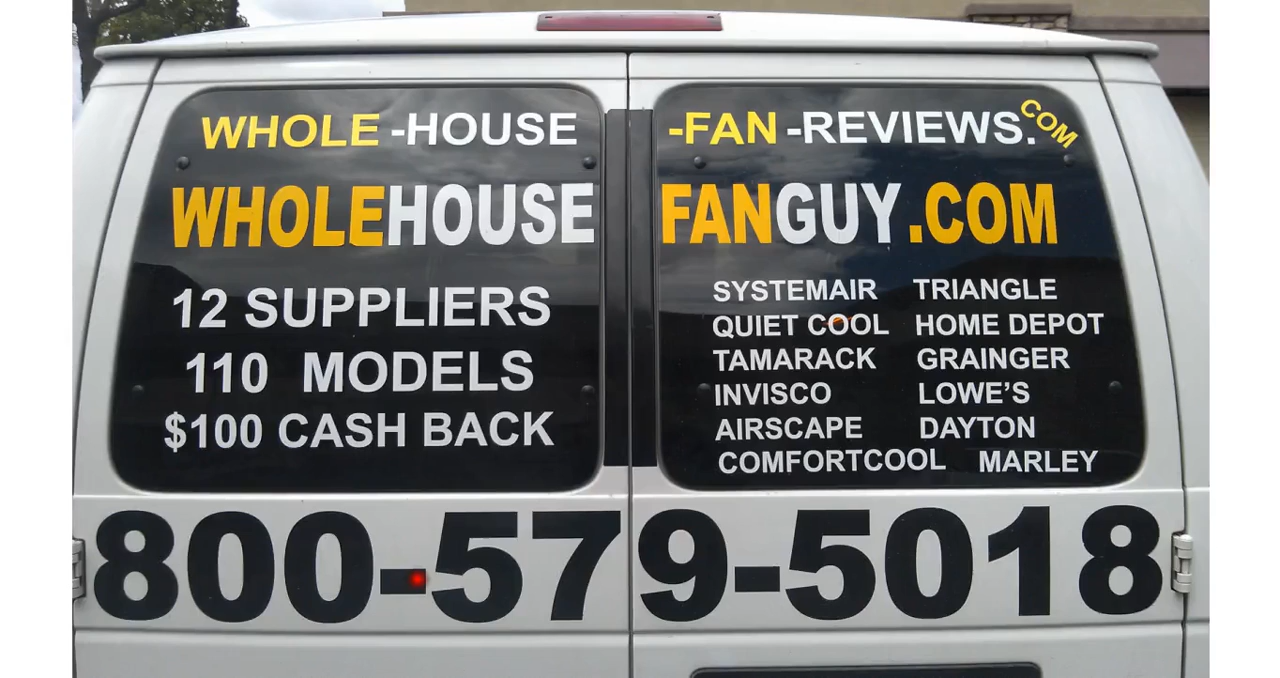 WHOLE-HOUSE-FAN-REVIEWS.COM
WHOLEHOUSE FANGUY.COM
12 SUPPLIERS
110 MODELS
$100 CASH BACK
SYSTEMAIR TRIANGLE
QUIET COOL HOME DEPOT
TAMARACK GRAINGER
INVISCO LOWE'S
AIRSCAPE DAYTON
COMFORTCOOL MARLEY
800-579-5018